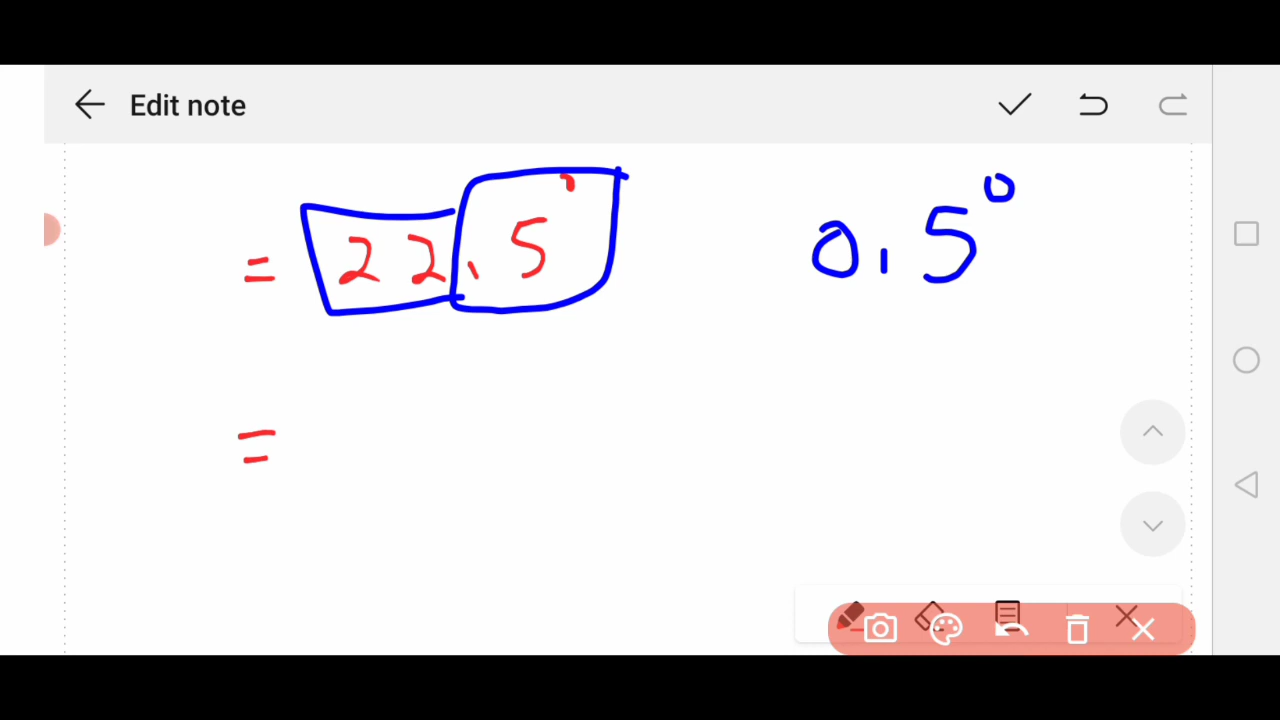 Edit note
= 22.5' 0.5°
=